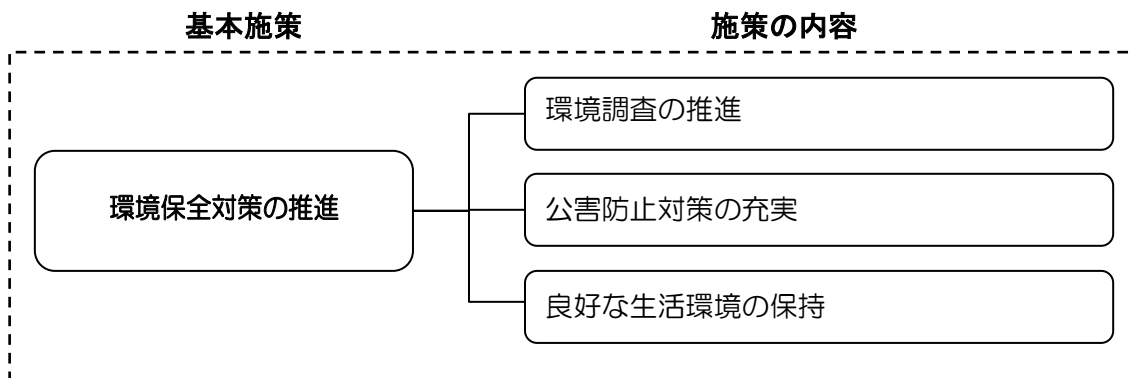 基本施策
施策の内容
環境保全対策の推進
環境調査の推進
公害防止対策の充実
良好な生活環境の保持